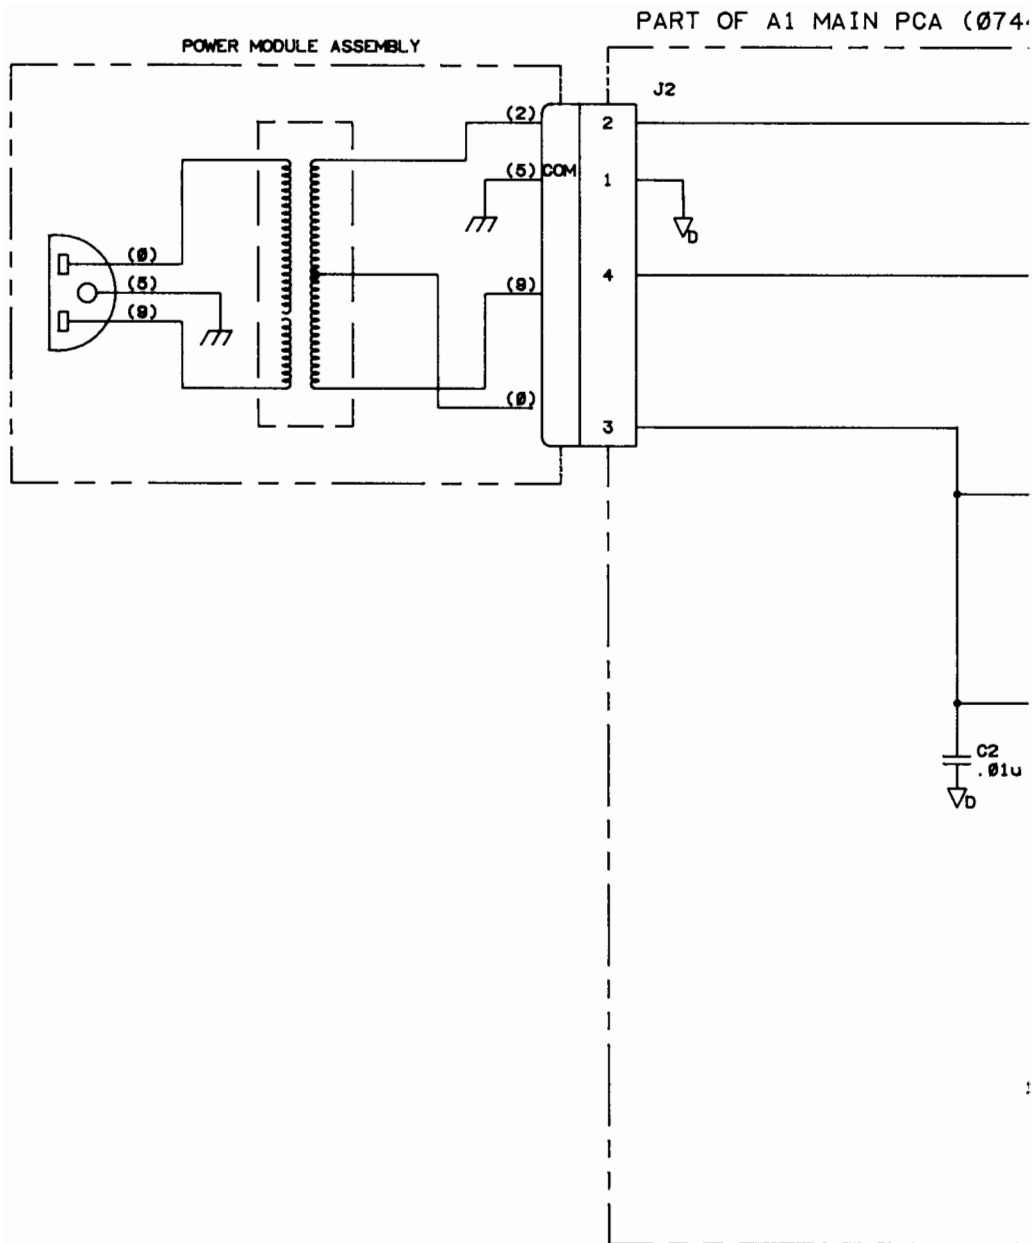 PART OF A1 MAIN PCA (Ø74
POWER MODULE ASSEMBLY
J2
(2)
2
(5) COM
1
D
(Ø)
(5)
(9)
(9)
4
(Ø)
3
C2
.Ø1u
D